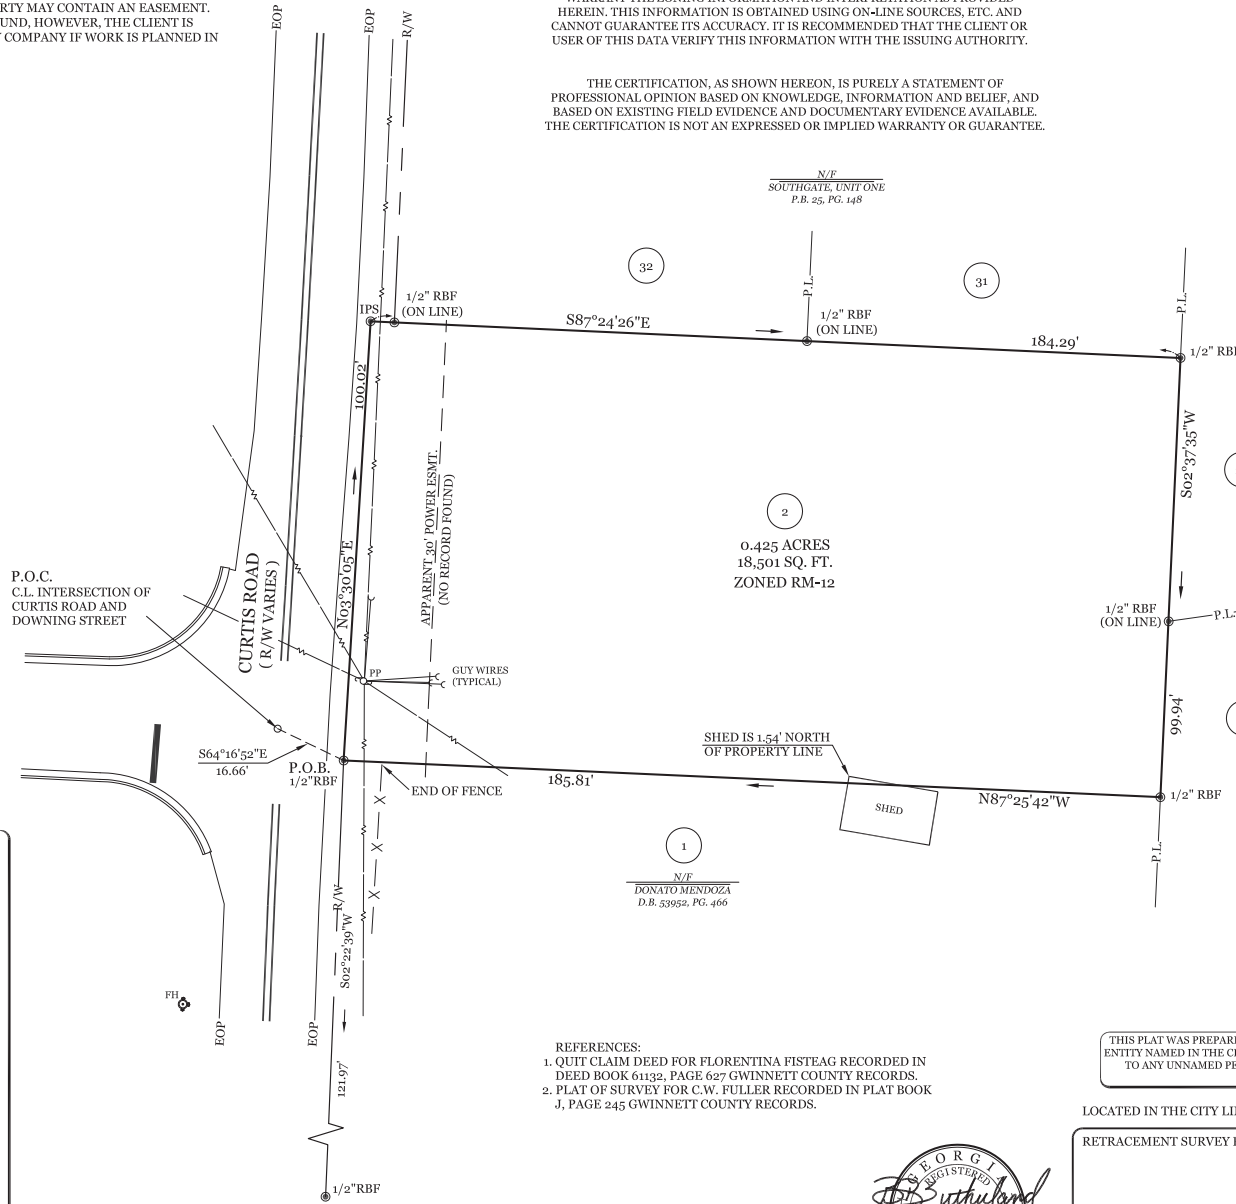 RTY MAY CONTAIN AN EASEMENT.
UND, HOWEVER, THE CLIENT IS
Y COMPANY IF WORK IS PLANNED IN
EOP
EOP
R/W
WARRANT THE ZONING INFORMATION AND INTERPRETATION AS PROVIDED
HEREIN. THIS INFORMATION IS OBTAINED USING ON-LINE SOURCES, ETC. AND
CANNOT GUARANTEE ITS ACCURACY. IT IS RECOMMENDED THAT THE CLIENT OR
USER OF THIS DATA VERIFY THIS INFORMATION WITH THE ISSUING AUTHORITY.
THE CERTIFICATION, AS SHOWN HEREON, IS PURELY A STATEMENT OF
PROFESSIONAL OPINION BASED ON KNOWLEDGE, INFORMATION AND BELIEF, AND
BASED ON EXISTING FIELD EVIDENCE AND DOCUMENTARY EVIDENCE AVAILABLE.
THE CERTIFICATION IS NOT AN EXPRESSED OR IMPLIED WARRANTY OR GUARANTEE.
N/F
SOUTHGATE, UNIT ONE
P.B. 25, PG. 148
32
31
P.L.
P.L.
IPS
1/2" RBF
(ON LINE)
S87°24'26"E
1/2" RBF
(ON LINE)
184.29'
1/2" RBF
100.02'
N03°30'05"E
APPARENT 30' POWER ESMT.
(NO RECORD FOUND)
S02°37'35"W
2
0.425 ACRES
18,501 SQ. FT.
ZONED RM-12
P.O.C.
C.L. INTERSECTION OF
CURTIS ROAD AND
DOWNING STREET
CURTIS ROAD
( R/W VARIES )
1/2" RBF
(ON LINE)
P.L.
PP
GUY WIRES
(TYPICAL)
99.94'
SHED IS 1.54' NORTH
OF PROPERTY LINE
S64°16'52"E
16.66'
P.O.B.
1/2"RBF
END OF FENCE
185.81'
SHED
N87°25'42"W
1/2" RBF
X
X
X
X
1
N/F
DONATO MENDOZA
D.B. 53952, PG. 466
P.L.
R/W
S02°22'39"W
FH
EOP
EOP
121.97'
1/2"RBF
REFERENCES:
1. QUIT CLAIM DEED FOR FLORENTINA FISTEAG RECORDED IN
DEED BOOK 61132, PAGE 627 GWINNETT COUNTY RECORDS.
2. PLAT OF SURVEY FOR C.W. FULLER RECORDED IN PLAT BOOK
J, PAGE 245 GWINNETT COUNTY RECORDS.
THIS PLAT WAS PREPAR
ENTITY NAMED IN THE C
TO ANY UNNAMED P
LOCATED IN THE CITY LI
RETRACEMENT SURVEY
GEORGI
REGISTERED